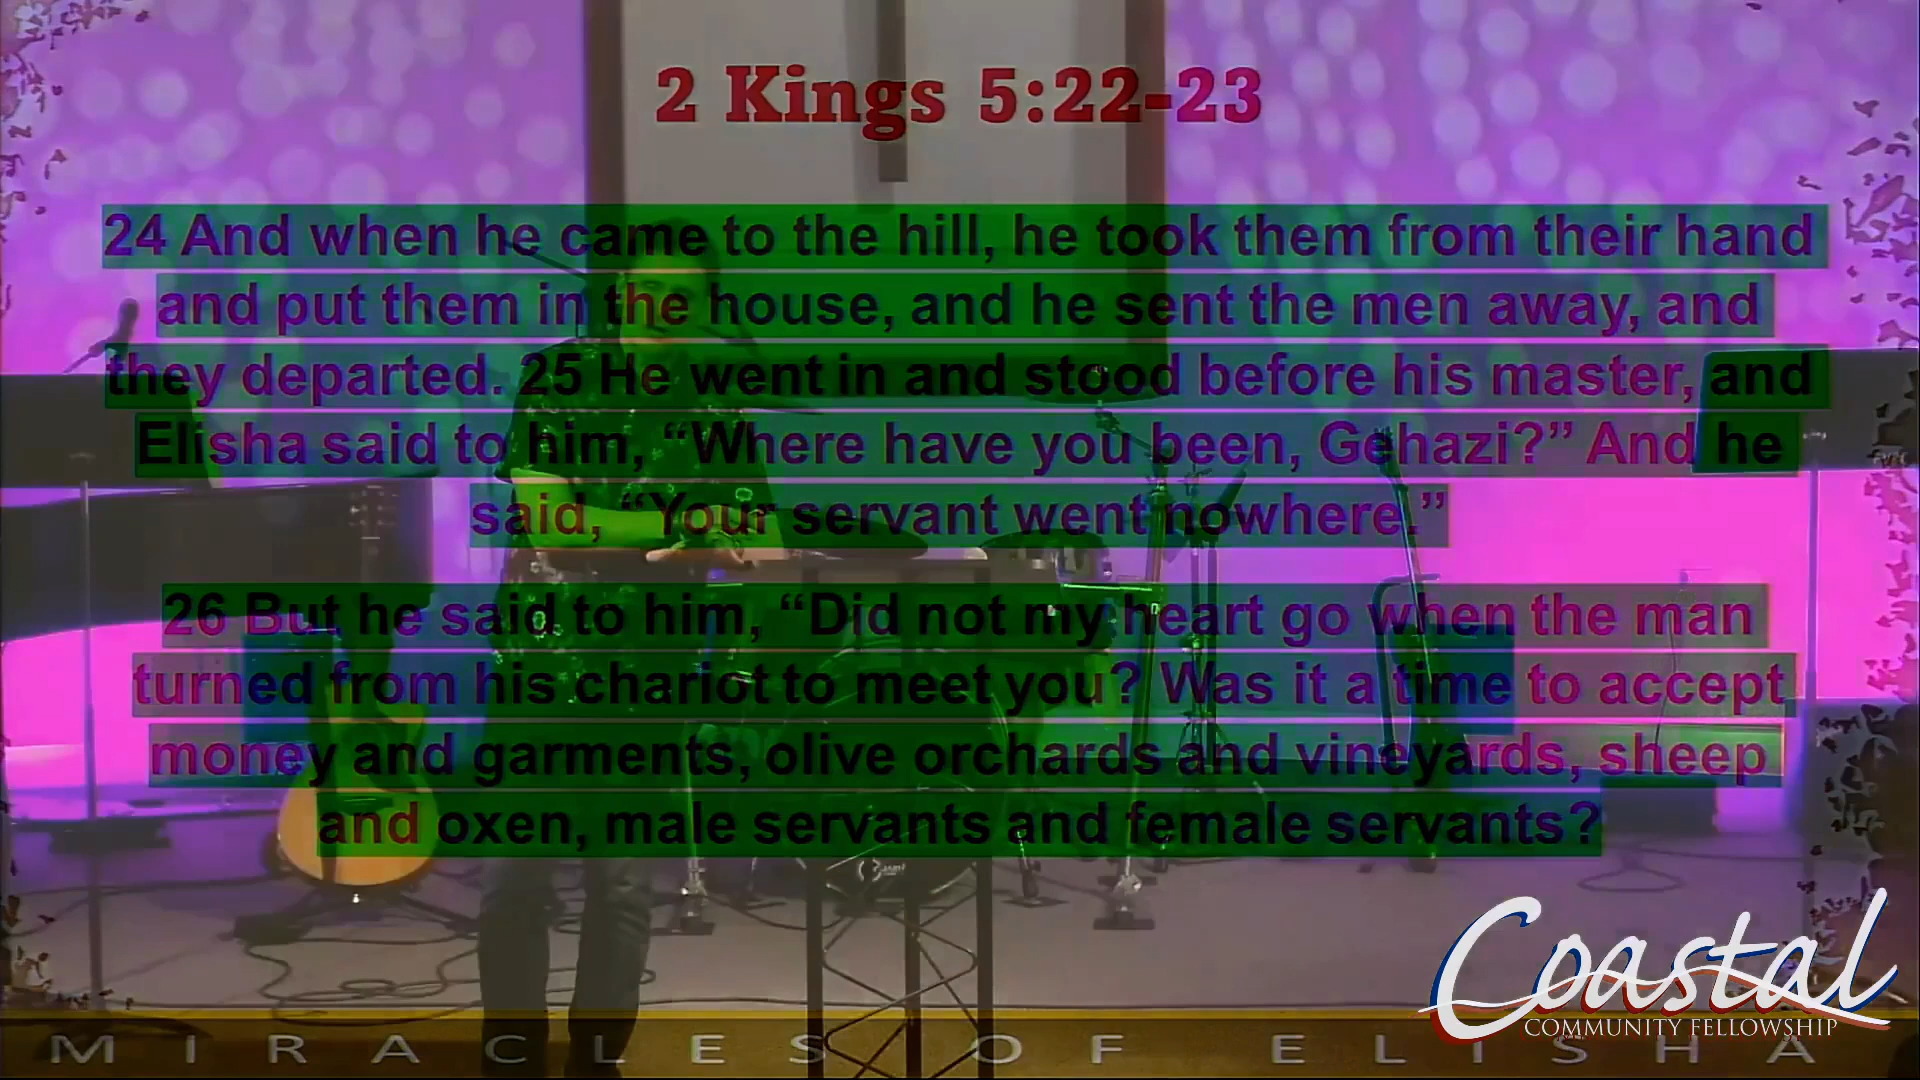 2 Kings 5:22-23
24 And when he came to the hill, he took them from their hand
and put them in the house, and he sent the men away, and
they departed. 25 He went in and stood before his master, and
Elisha said to him, “Where have you been, Gehazi?” And he
said, “Your servant went nowhere.”
26 But he said to him, “Did not my heart go when the man
turned from his chariot to meet you? Was it a time to accept
money and garments, olive orchards and vineyards, sheep
and oxen, male servants and female servants?
Coastal
COMMUNITY FELLOWSHIP
MIRACLES OF ELISHA